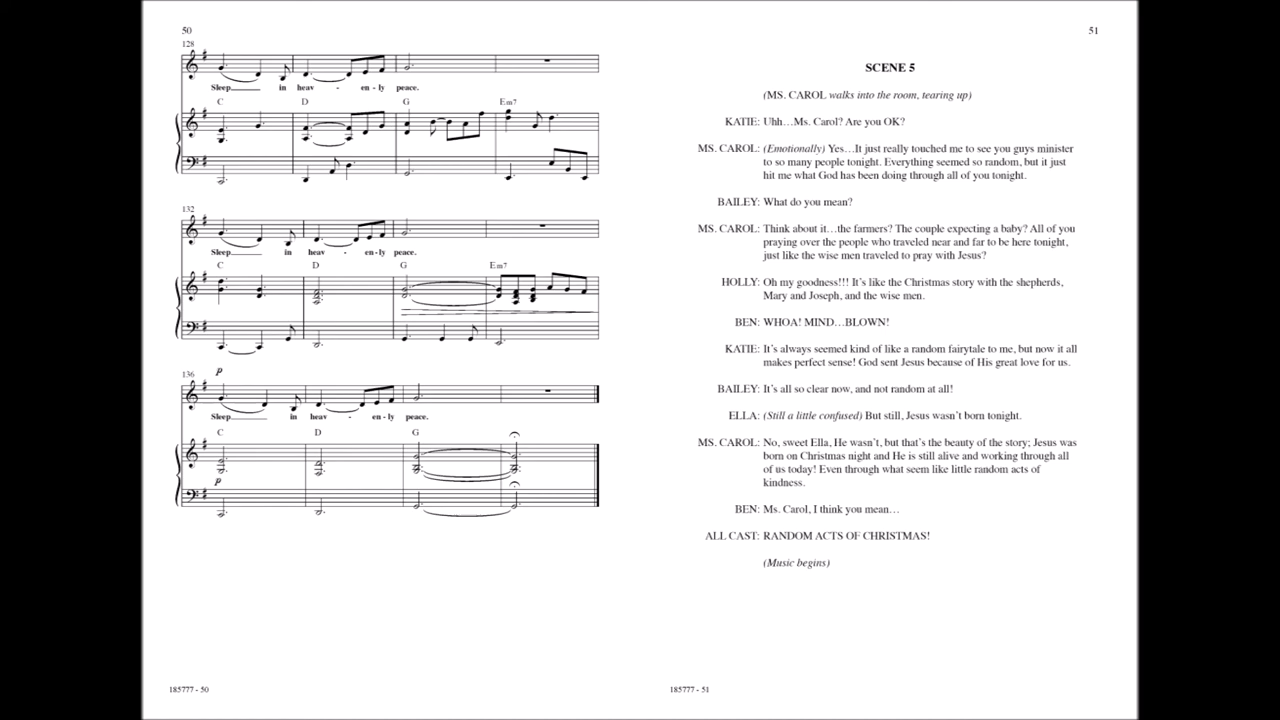 50
128
Sleep in heav - en - ly peace.
C D G Em7
132
Sleep in heav - en - ly peace.
C D G Em7
136
p
Sleep in heav - en - ly peace.
C D G
p
185777 - 50
51
SCENE 5
(MS. CAROL walks into the room, tearing up)
KATIE: Uhh…Ms. Carol? Are you OK?
MS. CAROL: (Emotionally) Yes…It just really touched me to see you guys minister
to so many people tonight. Everything seemed so random, but it just
hit me what God has been doing through all of you tonight.
BAILEY: What do you mean?
MS. CAROL: Think about it…the farmers? The couple expecting a baby? All of you
praying over the people who traveled near and far to be here tonight,
just like the wise men traveled to pray with Jesus?
HOLLY: Oh my goodness!!! It's like the Christmas story with the shepherds,
Mary and Joseph, and the wise men.
BEN: WHOA! MIND…BLOWN!
KATIE: It's always seemed kind of like a random fairytale to me, but now it all
makes perfect sense! God sent Jesus because of His great love for us.
BAILEY: It's all so clear now, and not random at all!
ELLA: (Still a little confused) But still, Jesus wasn't born tonight.
MS. CAROL: No, sweet Ella, He wasn't, but that's the beauty of the story; Jesus was
born on Christmas night and He is still alive and working through all
of us today! Even through what seem like little random acts of
kindness.
BEN: Ms. Carol, I think you mean…
ALL CAST: RANDOM ACTS OF CHRISTMAS!
(Music begins)
185777 - 51